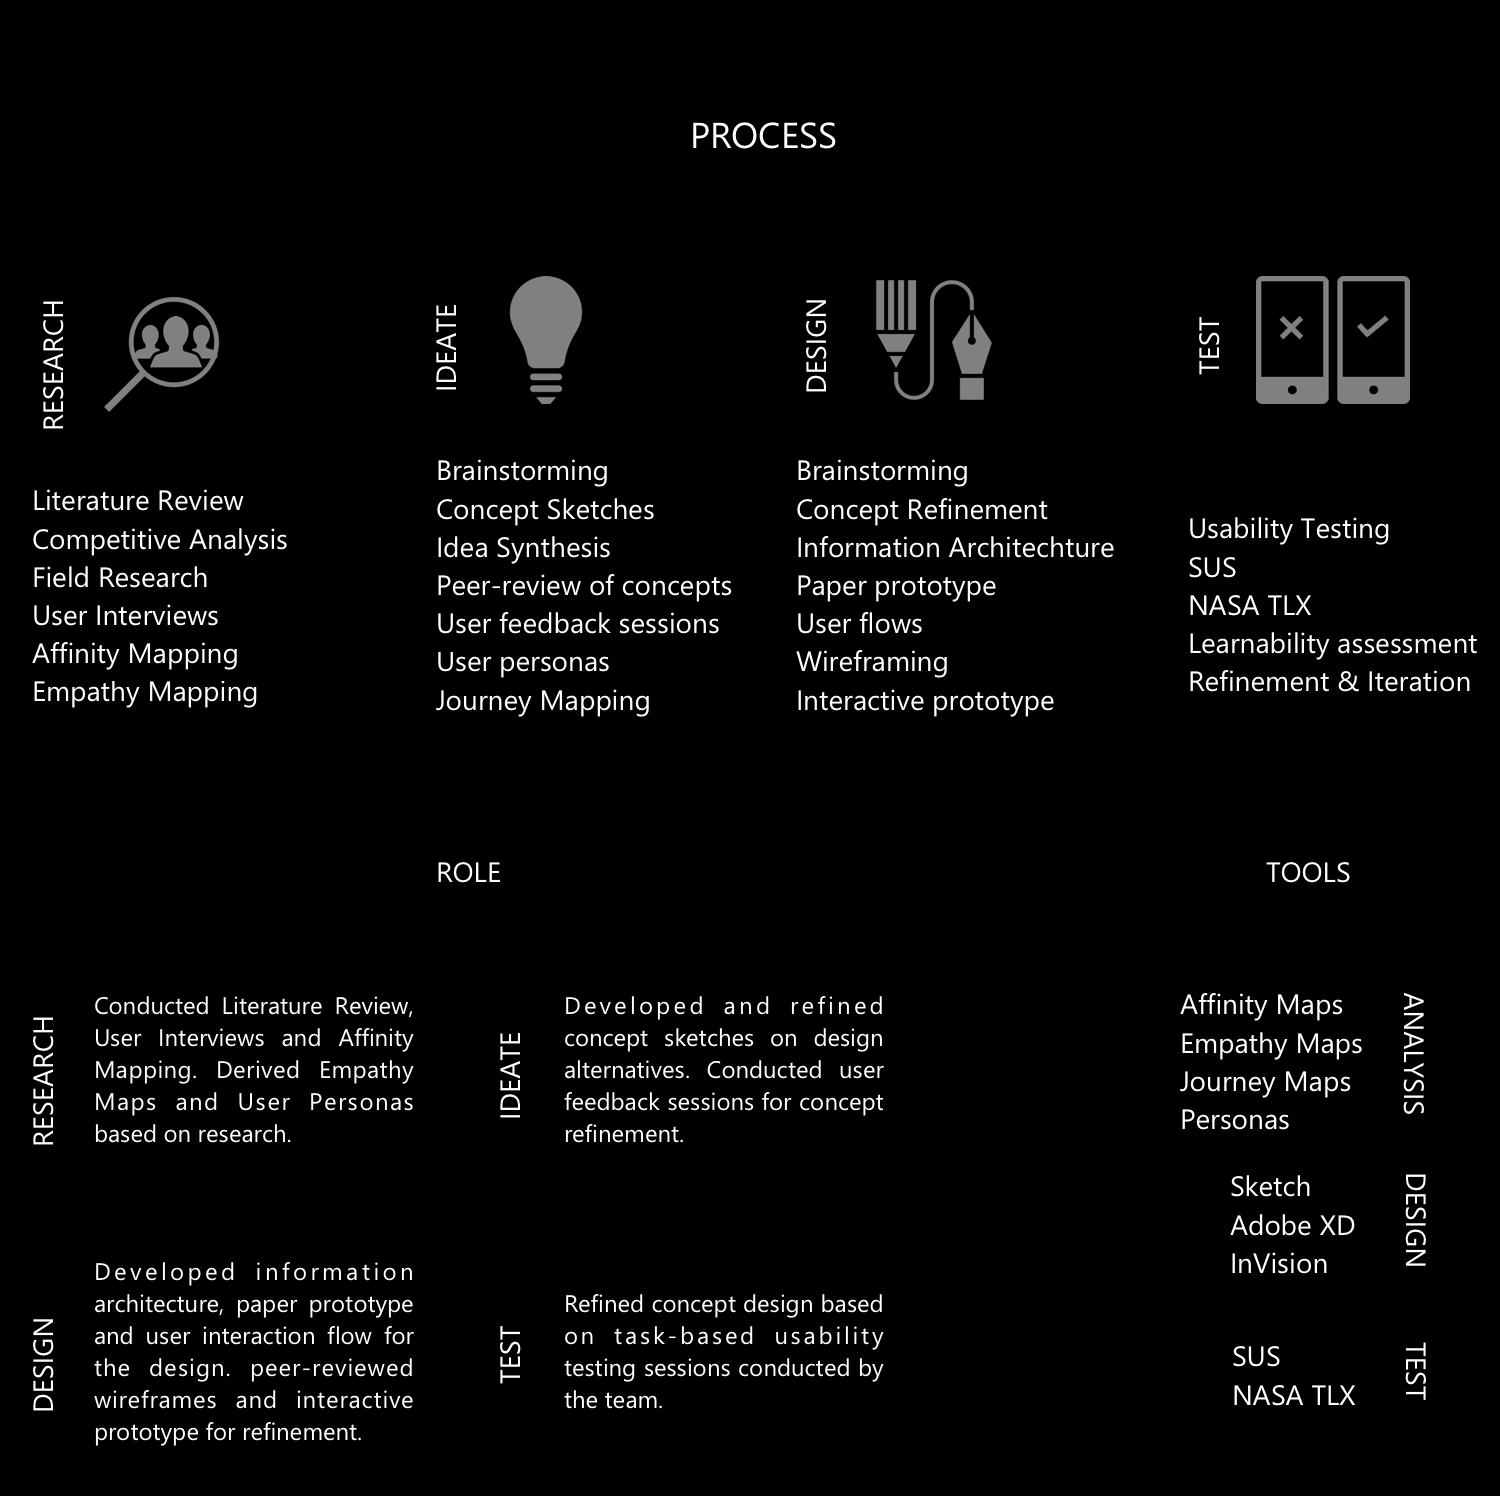 PROCESS
RESEARCH
Literature Review
Competitive Analysis
Field Research
User Interviews
Affinity Mapping
Empathy Mapping
IDEATE
Brainstorming
Concept Sketches
Idea Synthesis
Peer-review of concepts
User feedback sessions
User personas
Journey Mapping
DESIGN
Brainstorming
Concept Refinement
Information Architechture
Paper prototype
User flows
Wireframing
Interactive prototype
TEST
Usability Testing
SUS
NASA TLX
Learnability assessment
Refinement & Iteration
ROLE
RESEARCH
Conducted Literature Review,
User Interviews and Affinity
Mapping. Derived Empathy
Maps and User Personas
based on research.
IDEATE
Developed and refined
concept sketches on design
alternatives. Conducted user
feedback sessions for concept
refinement.
DESIGN
Developed information
architecture, paper prototype
and user interaction flow for
the design. peer-reviewed
wireframes and interactive
prototype for refinement.
TEST
Refined concept design based
on task-based usability
testing sessions conducted by
the team.
TOOLS
Affinity Maps
Empathy Maps
Journey Maps
Personas
ANALYSIS
Sketch
Adobe XD
InVision
DESIGN
SUS
NASA TLX
TEST